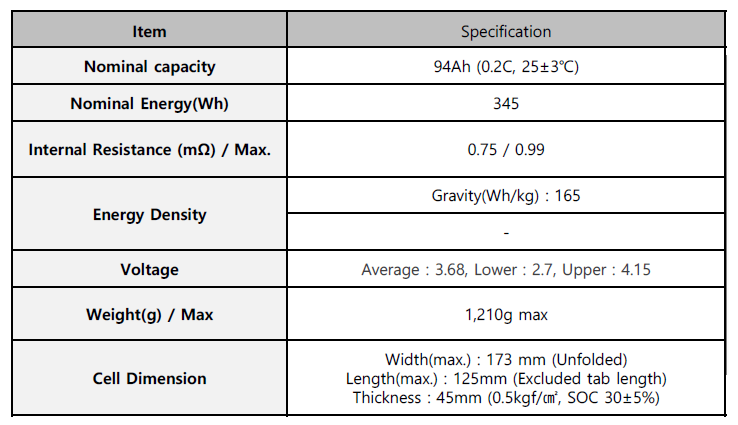 Item Specification
Nominal capacity 94Ah (0.2C, 25±3℃)
Nominal Energy(Wh) 345
Internal Resistance (mΩ) / Max. 0.75 / 0.99
Energy Density Gravity(Wh/kg) : 165
-
Voltage Average : 3.68, Lower : 2.7, Upper : 4.15
Weight(g) / Max 1,210g max
Cell Dimension Width(max.) : 173 mm (Unfolded)
Length(max.) : 125mm (Excluded tab length)
Thickness : 45mm (0.5kgf/㎠, SOC 30±5%)